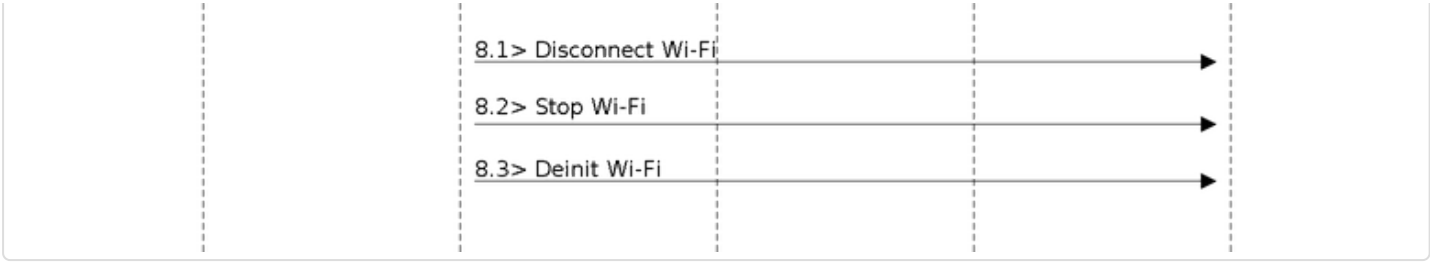 8.1> Disconnect Wi-Fi
8.2> Stop Wi-Fi
8.3> Deinit Wi-Fi